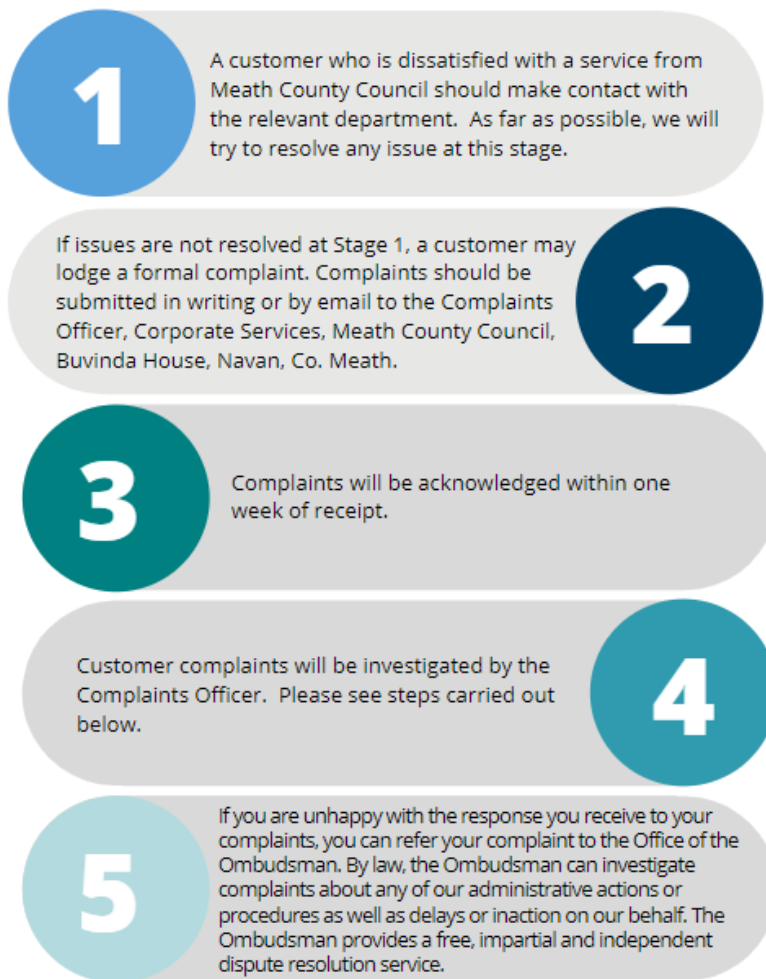 1
A customer who is dissatisfied with a service from
Meath County Council should make contact with
the relevant department.  As far as possible, we will
try to resolve any issue at this stage.
If issues are not resolved at Stage 1, a customer may
lodge a formal complaint. Complaints should be
submitted in writing or by email to the Complaints
Officer, Corporate Services, Meath County Council,
Buvinda House, Navan, Co. Meath.
2
3
Complaints will be acknowledged within one
week of receipt.
Customer complaints will be investigated by the
Complaints Officer.  Please see steps carried out
below.
4
5
If you are unhappy with the response you receive to your
complaints, you can refer your complaint to the Office of the
Ombudsman. By law, the Ombudsman can investigate
complaints about any of our administrative actions or
procedures as well as delays or inaction on our behalf. The
Ombudsman provides a free, impartial and independent
dispute resolution service.